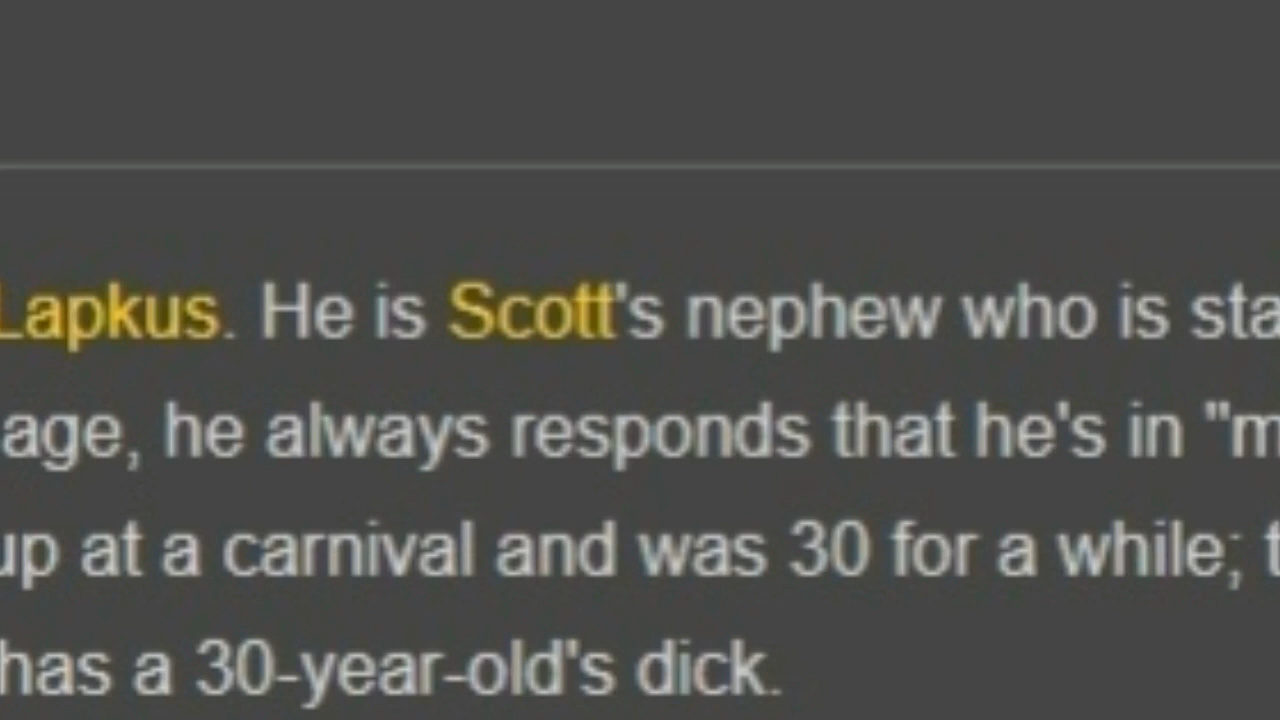 Lapkus. He is Scott's nephew who is sta
age, he always responds that he's in "m
up at a carnival and was 30 for a while; t
has a 30-year-old's dick.